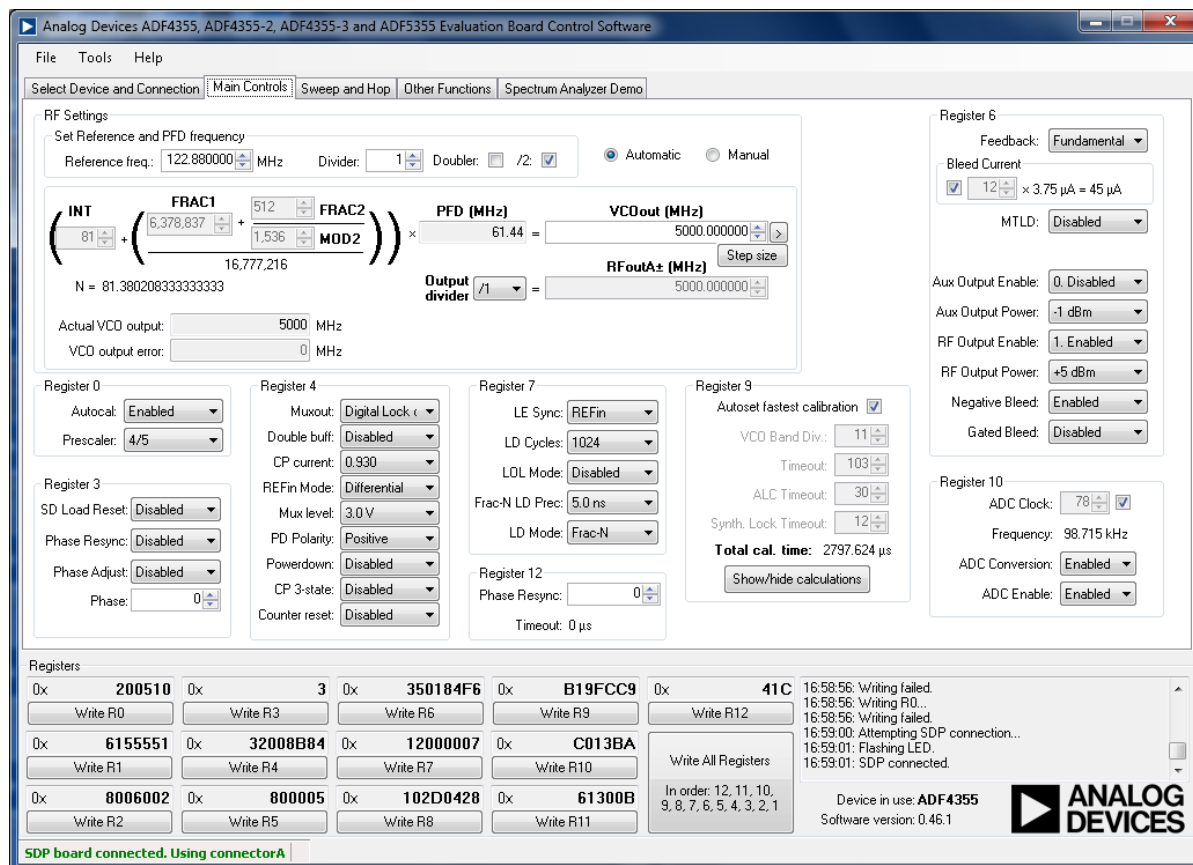 Analog Devices ADF4355, ADF4355-2, ADF4355-3 and ADF5355 Evaluation Board Control Software
File Tools Help
Select Device and Connection Main Controls Sweep and Hop Other Functions Spectrum Analyzer Demo
RF Settings
Set Reference and PFD frequency
Reference freq.: 122.880000 MHz Divider: 1 Doubler: /2:
Automatic Manual
INT 81 +
FRAC1 6,378,837 +
512 FRAC2
1,536 MOD2
16,777,216
× PFD (MHz) 61.44 =
VCOout (MHz) 5000.000000 >
Step size
N = 81.380208333333333
Output divider /1 =
RFoutA± (MHz) 5000.000000
Actual VCO output: 5000 MHz
VCO output error: 0 MHz
Register 0
Autocal: Enabled
Prescaler: 4/5
Register 3
SD Load Reset: Disabled
Phase Resync: Disabled
Phase Adjust: Disabled
Phase: 0
Register 4
Muxout: Digital Lock (
Double buff: Disabled
CP current: 0.930
REFin Mode: Differential
Mux level: 3.0 V
PD Polarity: Positive
Powerdown: Disabled
CP 3-state: Disabled
Counter reset: Disabled
Register 7
LE Sync: REFin
LD Cycles: 1024
LOL Mode: Disabled
Frac-N LD Prec: 5.0 ns
LD Mode: Frac-N
Register 12
Phase Resync: 0
Timeout: 0 µs
Register 9
Autoset fastest calibration
VCO Band Div.: 11
Timeout: 103
ALC Timeout: 30
Synth. Lock Timeout: 12
Total cal. time: 2797.624 µs
Show/hide calculations
Register 6
Feedback: Fundamental
Bleed Current
12 × 3.75 µA = 45 µA
MTLD: Disabled
Aux Output Enable: 0. Disabled
Aux Output Power: -1 dBm
RF Output Enable: 1. Enabled
RF Output Power: +5 dBm
Negative Bleed: Enabled
Gated Bleed: Disabled
Register 10
ADC Clock: 78
Frequency: 98.715 kHz
ADC Conversion: Enabled
ADC Enable: Enabled
Registers
0x 200510 0x 3 0x 350184F6 0x B19FCC9 0x 41C
Write R0 Write R3 Write R6 Write R9 Write R12
0x 6155551 0x 32008B84 0x 12000007 0x C013BA
Write R1 Write R4 Write R7 Write R10
0x 8006002 0x 800005 0x 102D0428 0x 61300B
Write R2 Write R5 Write R8 Write R11
Write All Registers
In order: 12, 11, 10,
9, 8, 7, 6, 5, 4, 3, 2, 1
16:58:56: Writing failed.
16:58:56: Writing R0...
16:58:56: Writing failed.
16:59:00: Attempting SDP connection...
16:59:01: Flashing LED.
16:59:01: SDP connected.
Device in use: ADF4355
Software version: 0.46.1
ANALOG
DEVICES
SDP board connected. Using connectorA